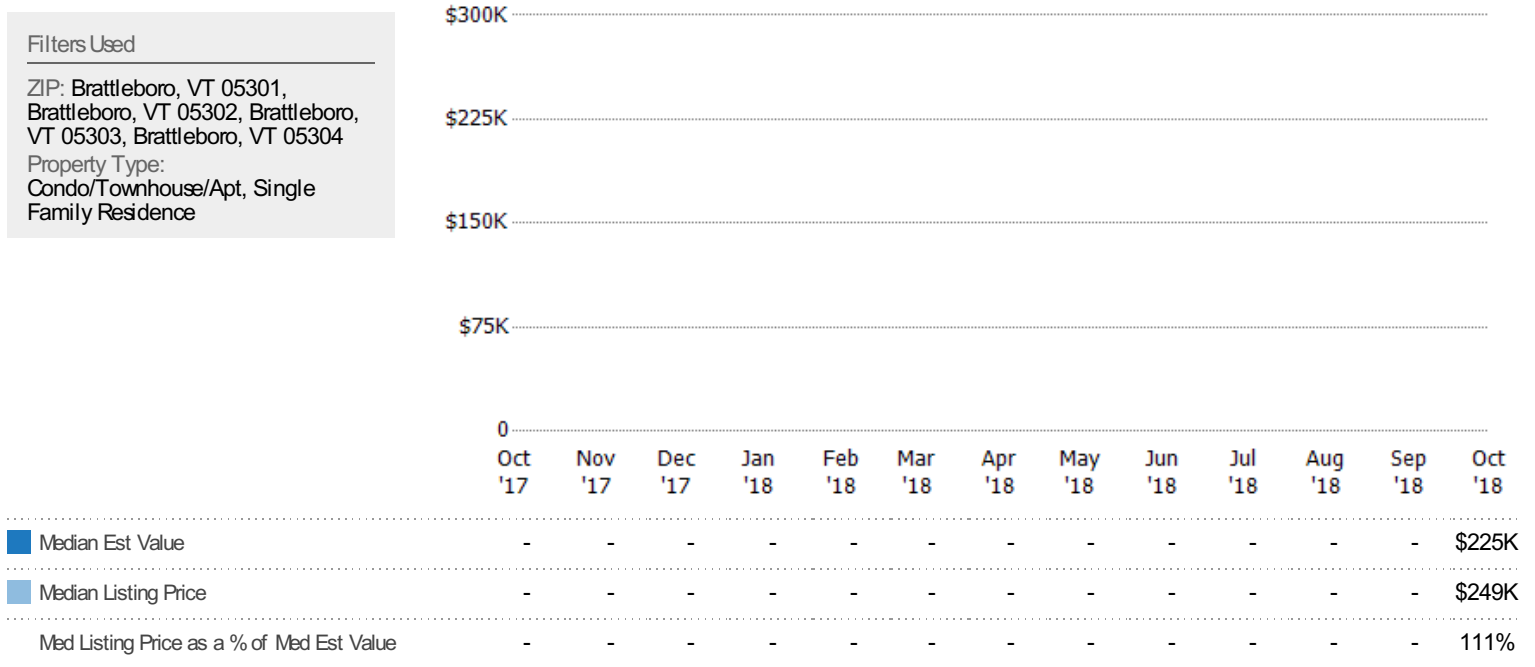 Filters Used
ZIP: Brattleboro, VT 05301,
Brattleboro, VT 05302, Brattleboro,
VT 05303, Brattleboro, VT 05304
Property Type:
Condo/Townhouse/Apt, Single
Family Residence
$300K
$225K
$150K
$75K
0
Oct Nov Dec Jan Feb Mar Apr May Jun Jul Aug Sep Oct
'17 '17 '17 '18 '18 '18 '18 '18 '18 '18 '18 '18 '18
Median Est Value - - - - - - - - - - - - $225K
Median Listing Price - - - - - - - - - - - - $249K
Med Listing Price as a % of Med Est Value - - - - - - - - - - - - 111%